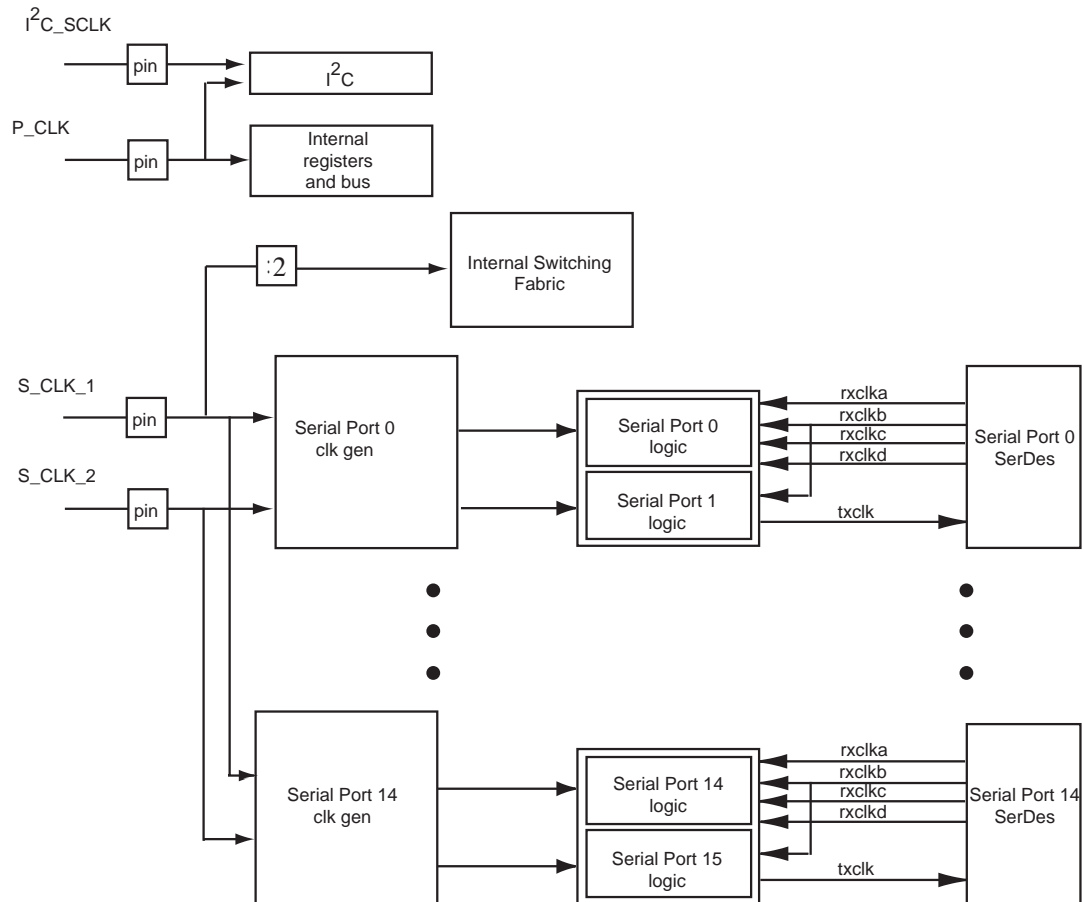 I²C_SCLK
pin
I²C
P_CLK
pin
Internal
registers
and bus
:2
Internal Switching
Fabric
S_CLK_1
pin
S_CLK_2
pin
Serial Port 0
clk gen
Serial Port 0
logic
Serial Port 1
logic
rxclka
rxclkb
rxclkc
rxclkd
txclk
Serial Port 0
SerDes
Serial Port 14
clk gen
Serial Port 14
logic
Serial Port 15
logic
rxclka
rxclkb
rxclkc
rxclkd
txclk
Serial Port 14
SerDes